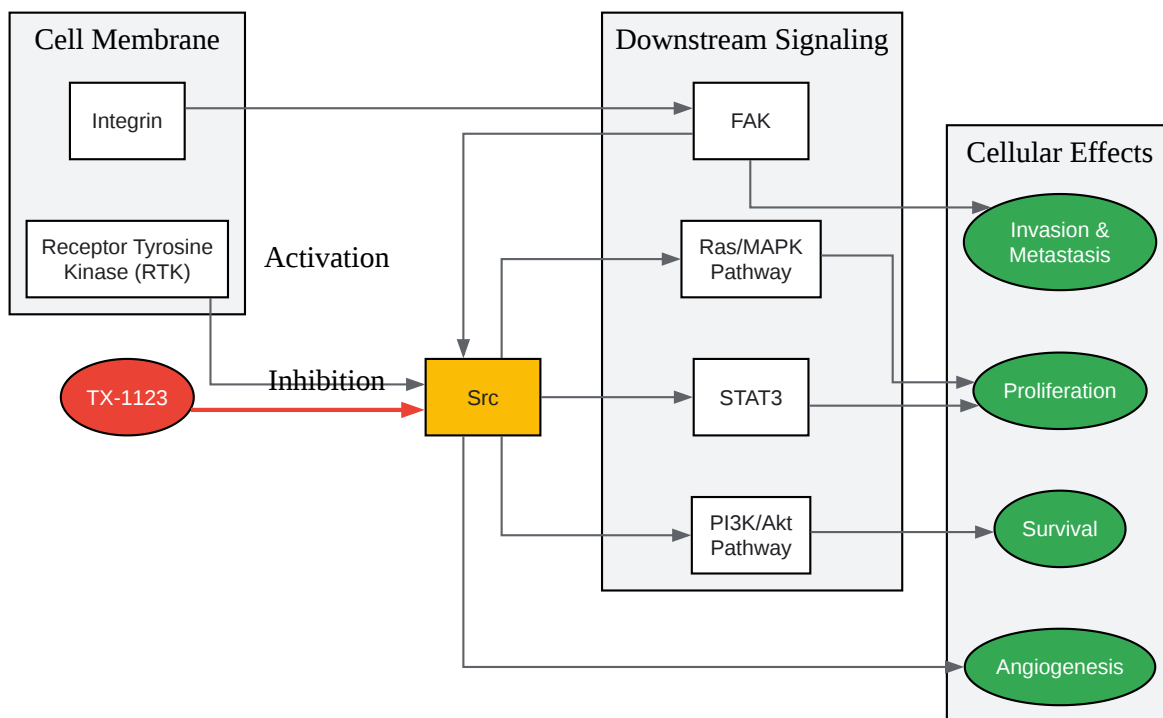 Cell Membrane
Integrin
Receptor Tyrosine
Kinase (RTK)
Activation
TX-1123
Inhibition
Src
Downstream Signaling
FAK
Ras/MAPK
Pathway
STAT3
PI3K/Akt
Pathway
Cellular Effects
Invasion &
Metastasis
Proliferation
Survival
Angiogenesis